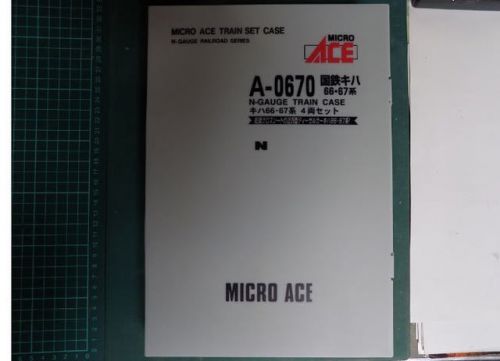 MICRO ACE TRAIN SET CASE
N-GAUGE RAILROAD SERIES
MICRO
ACE
A-0670 国鉄キハ
66・67系
N-GAUGE TRAIN CASE
キハ66・67系 4両セット
N
MICRO ACE